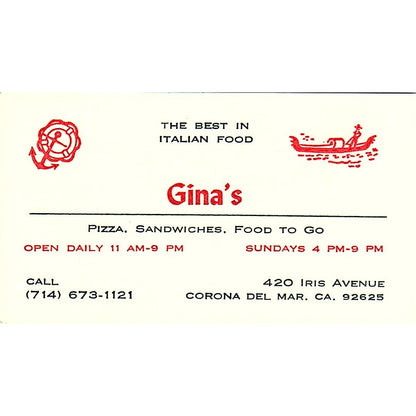 THE BEST IN
ITALIAN FOOD
Gina's
PIZZA, SANDWICHES, FOOD TO GO
OPEN DAILY 11 AM-9 PM SUNDAYS 4 PM-9 PM
CALL
(714) 673-1121
420 IRIS AVENUE
CORONA DEL MAR, CA. 92625